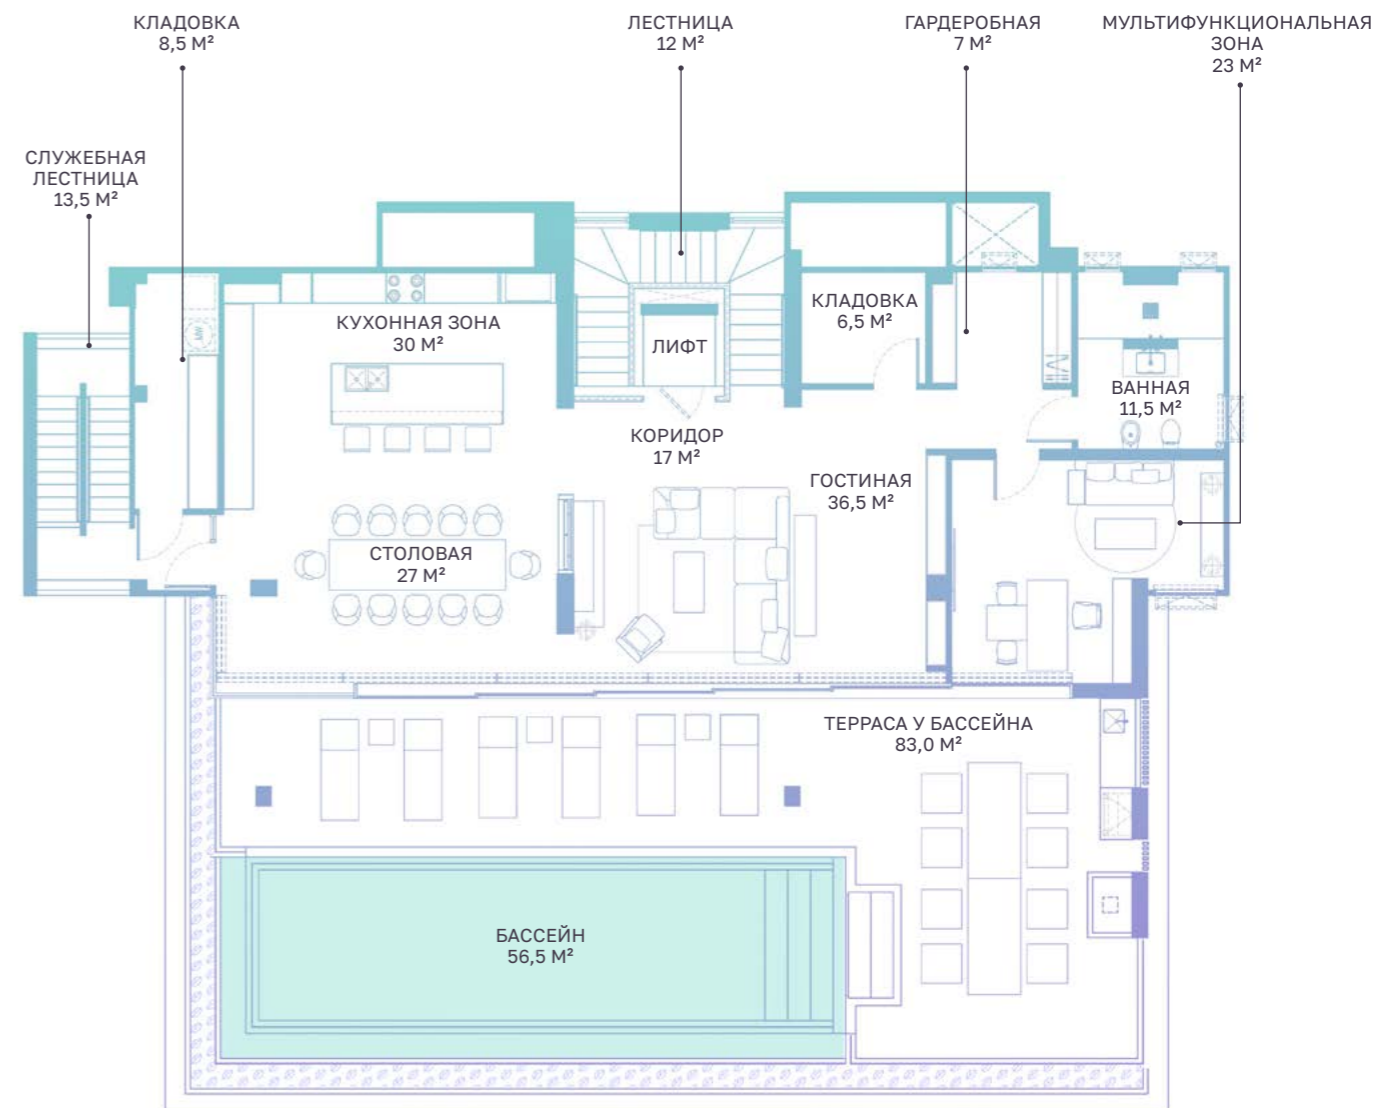 КЛАДОВКА
8,5 М²
ЛЕСТНИЦА
12 М²
ГАРДЕРОБНАЯ
7 М²
МУЛЬТИФУНКЦИОНАЛЬНАЯ
ЗОНА
23 М²
СЛУЖЕБНАЯ
ЛЕСТНИЦА
13,5 М²
КУХОННАЯ ЗОНА
30 М²
КЛАДОВКА
6,5 М²
ЛИФТ
ВАННАЯ
11,5 М²
КОРИДОР
17 М²
ГОСТИНАЯ
36,5 М²
СТОЛОВАЯ
27 М²
ТЕРРАСА У БАССЕЙНА
83,0 М²
БАССЕЙН
56,5 М²